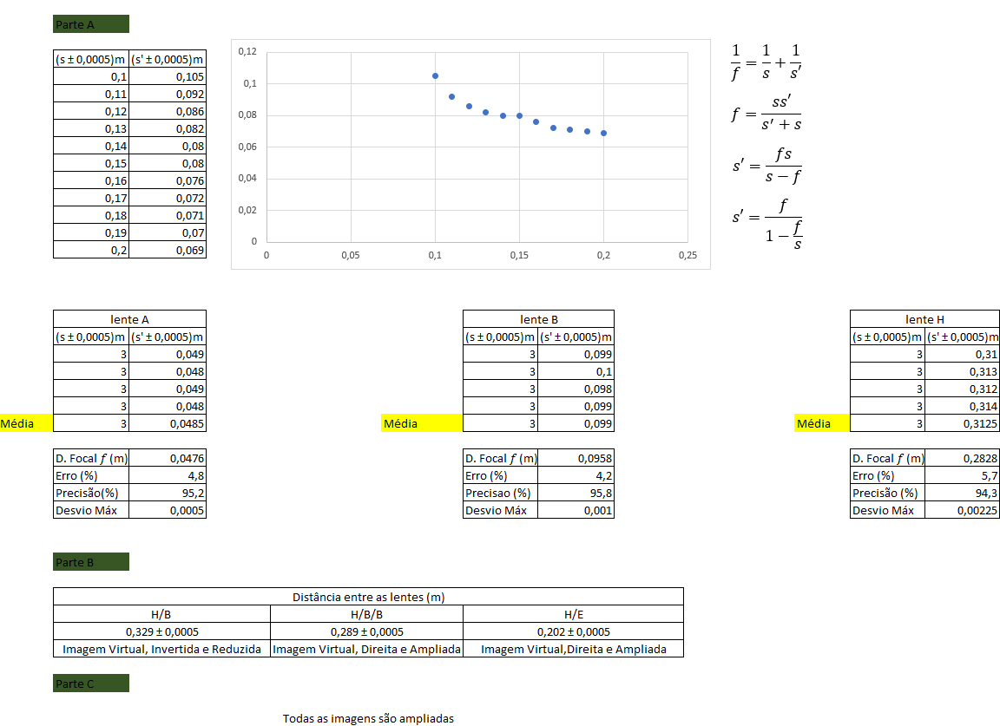 Parte A
(s ± 0,0005)m (s' ± 0,0005)m
0,1 0,105
0,11 0,092
0,12 0,086
0,13 0,082
0,14 0,08
0,15 0,08
0,16 0,076
0,17 0,072
0,18 0,071
0,19 0,07
0,2 0,069
0,12
0,1
0,08
0,06
0,04
0,02
0
0 0,05 0,1 0,15 0,2 0,25
1/f = 1/s + 1/s'
f = ss'/(s' + s)
s' = fs/(s − f)
s' = f/(1 − f/s)
lente A
(s ± 0,0005)m (s' ± 0,0005)m
3 0,049
3 0,048
3 0,049
3 0,048
Média 3 0,0485
D. Focal f (m) 0,0476
Erro (%) 4,8
Precisão(%) 95,2
Desvio Máx 0,0005
lente B
(s ± 0,0005)m (s' ± 0,0005)m
3 0,099
3 0,1
3 0,098
3 0,099
Média 3 0,099
D. Focal f (m) 0,0958
Erro (%) 4,2
Precisao (%) 95,8
Desvio Máx 0,001
lente H
(s ± 0,0005)m (s' ± 0,0005)m
3 0,31
3 0,313
3 0,312
3 0,314
Média 3 0,3125
D. Focal f (m) 0,2828
Erro (%) 5,7
Precisão (%) 94,3
Desvio Máx 0,00225
Parte B
Distância entre as lentes (m)
H/B H/B/B H/E
0,329 ± 0,0005 0,289 ± 0,0005 0,202 ± 0,0005
Imagem Virtual, Invertida e Reduzida Imagem Virtual, Direita e Ampliada Imagem Virtual,Direita e Ampliada
Parte C
Todas as imagens são ampliadas